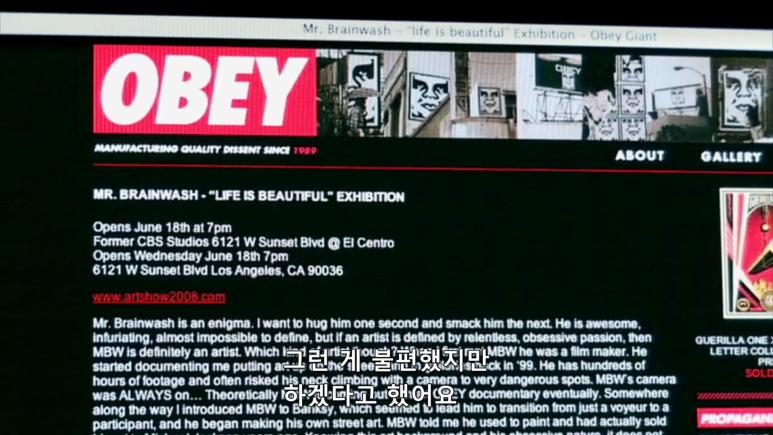 Mr. Brainwash - "life is beautiful" Exhibition - Obey Giant
OBEY
MANUFACTURING QUALITY DISSENT SINCE 1989
ABOUT GALLERY
MR. BRAINWASH - "LIFE IS BEAUTIFUL" EXHIBITION
Opens June 18th at 7pm
Former CBS Studios 6121 W Sunset Blvd @ El Centro
Opens Wednesday June 18th 7pm
6121 W Sunset Blvd Los Angeles, CA 90036
www.artshow2008.com
Mr. Brainwash is an enigma. I want to hug him one second and smack him the next. He is awesome,
infuriating, almost impossible to define, but if an artist is defined by relentless, obsessive passion, then
MBW is definitely an artist. Which MBW he was a film maker. He
started documenting me putting in '99. He has hundreds of
hours of footage and often risked his neck climbing with a camera to very dangerous spots. MBW's camera
was ALWAYS on... Theoretically documentary eventually. Somewhere
along the way I introduced MBW to Banksy, which seemed to lead him to transition from just a voyeur to a
participant, and he began making his own street art. MBW told me he used to paint and had actually sold
GUERILLA ONE
LETTER
SOLD
PROPAGAN
그런 게 불편했지만
하겠다고 했어요